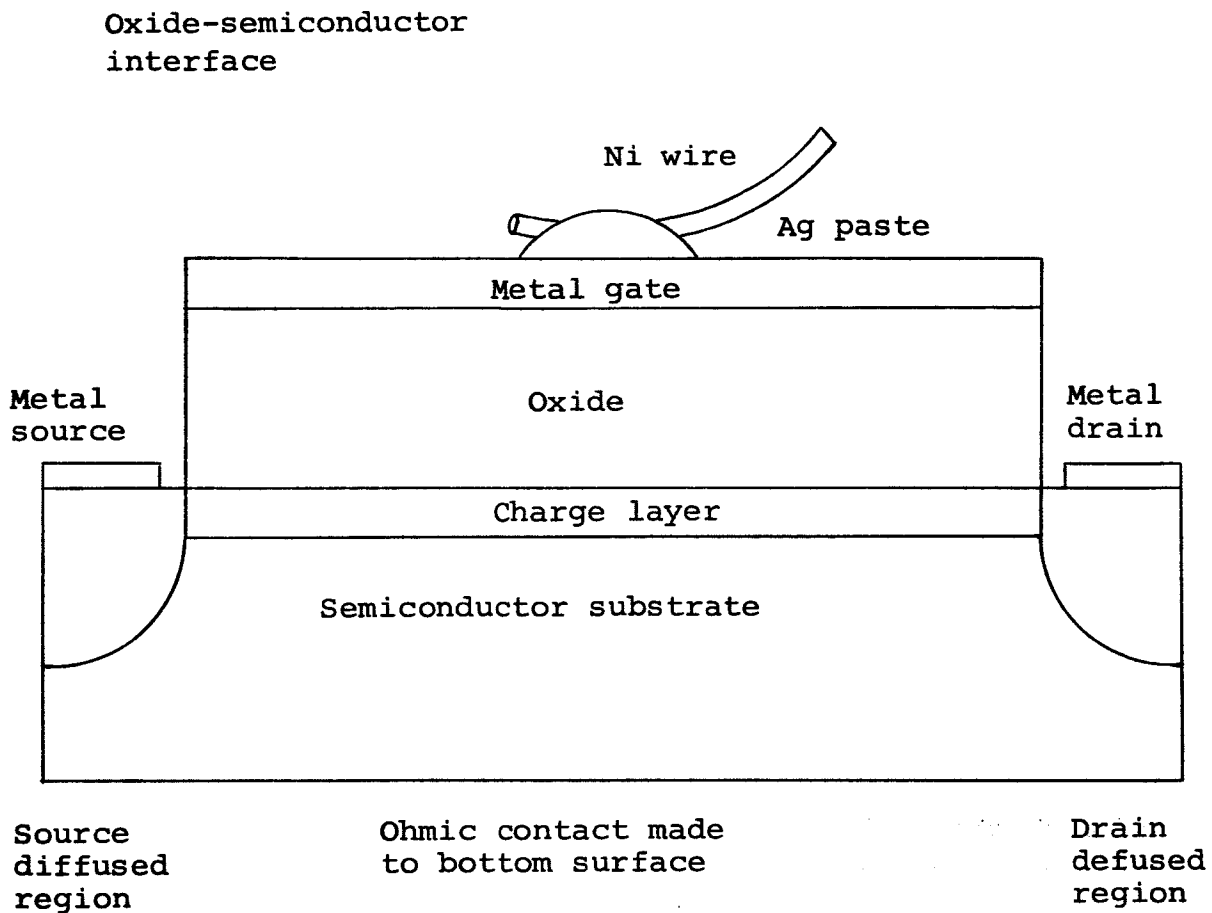 Oxide-semiconductor
interface
Ni wire
Ag paste
Metal gate
Oxide
Metal
source
Metal
drain
Charge layer
Semiconductor substrate
Source
diffused
region
Ohmic contact made
to bottom surface
Drain
defused
region